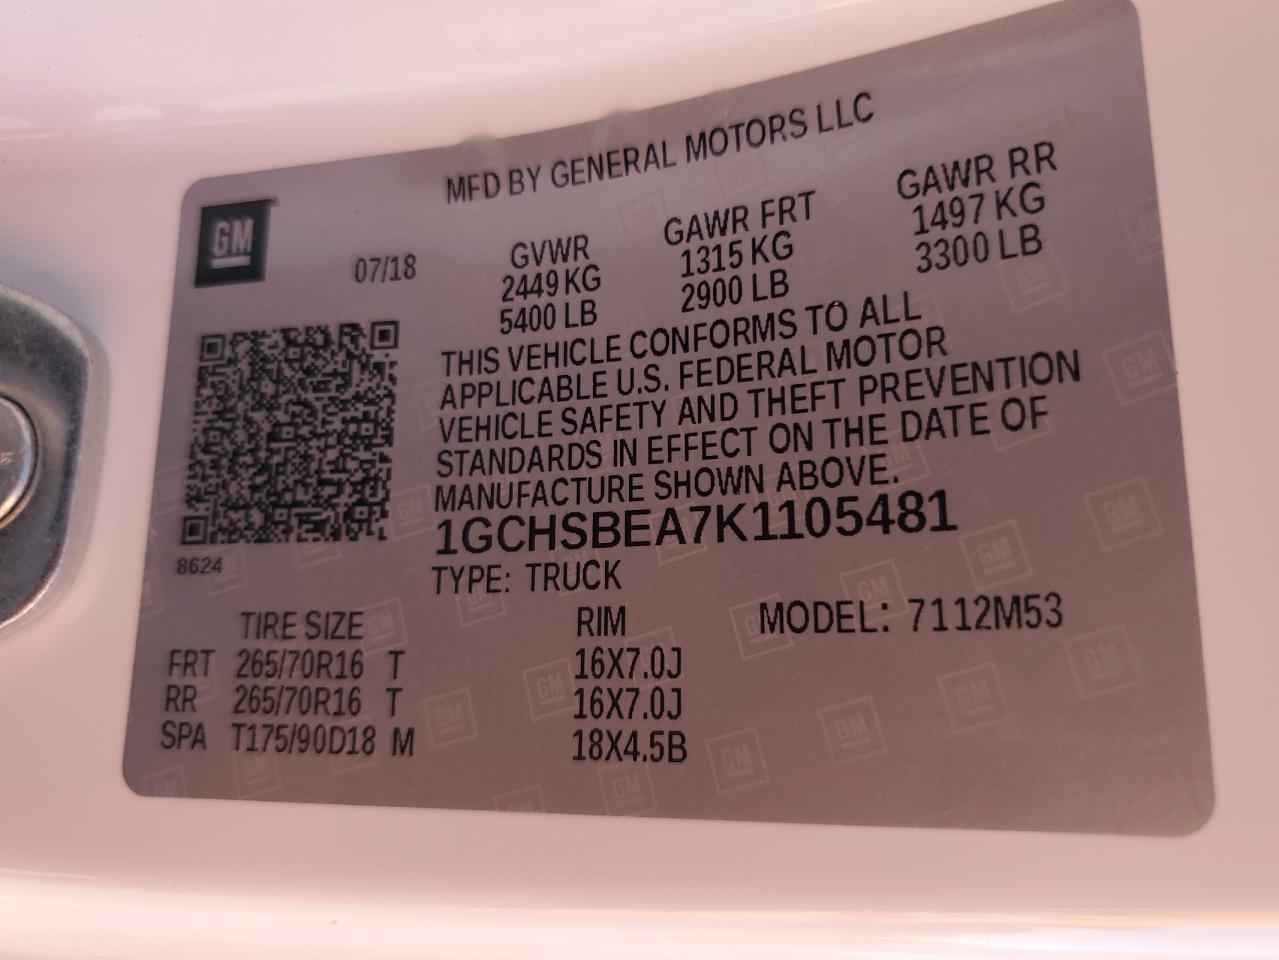 MFD BY GENERAL MOTORS LLC
GM
07/18
GVWR GAWR FRT GAWR RR
2449 KG 1315 KG 1497 KG
5400 LB 2900 LB 3300 LB
THIS VEHICLE CONFORMS TO ALL
APPLICABLE U.S. FEDERAL MOTOR
VEHICLE SAFETY AND THEFT PREVENTION
STANDARDS IN EFFECT ON THE DATE OF
MANUFACTURE SHOWN ABOVE.
1GCHSBEA7K1105481
8624
TYPE: TRUCK
TIRE SIZE RIM MODEL: 7112M53
FRT 265/70R16 T 16X7.0J
RR 265/70R16 T 16X7.0J
SPA T175/90D18 M 18X4.5B